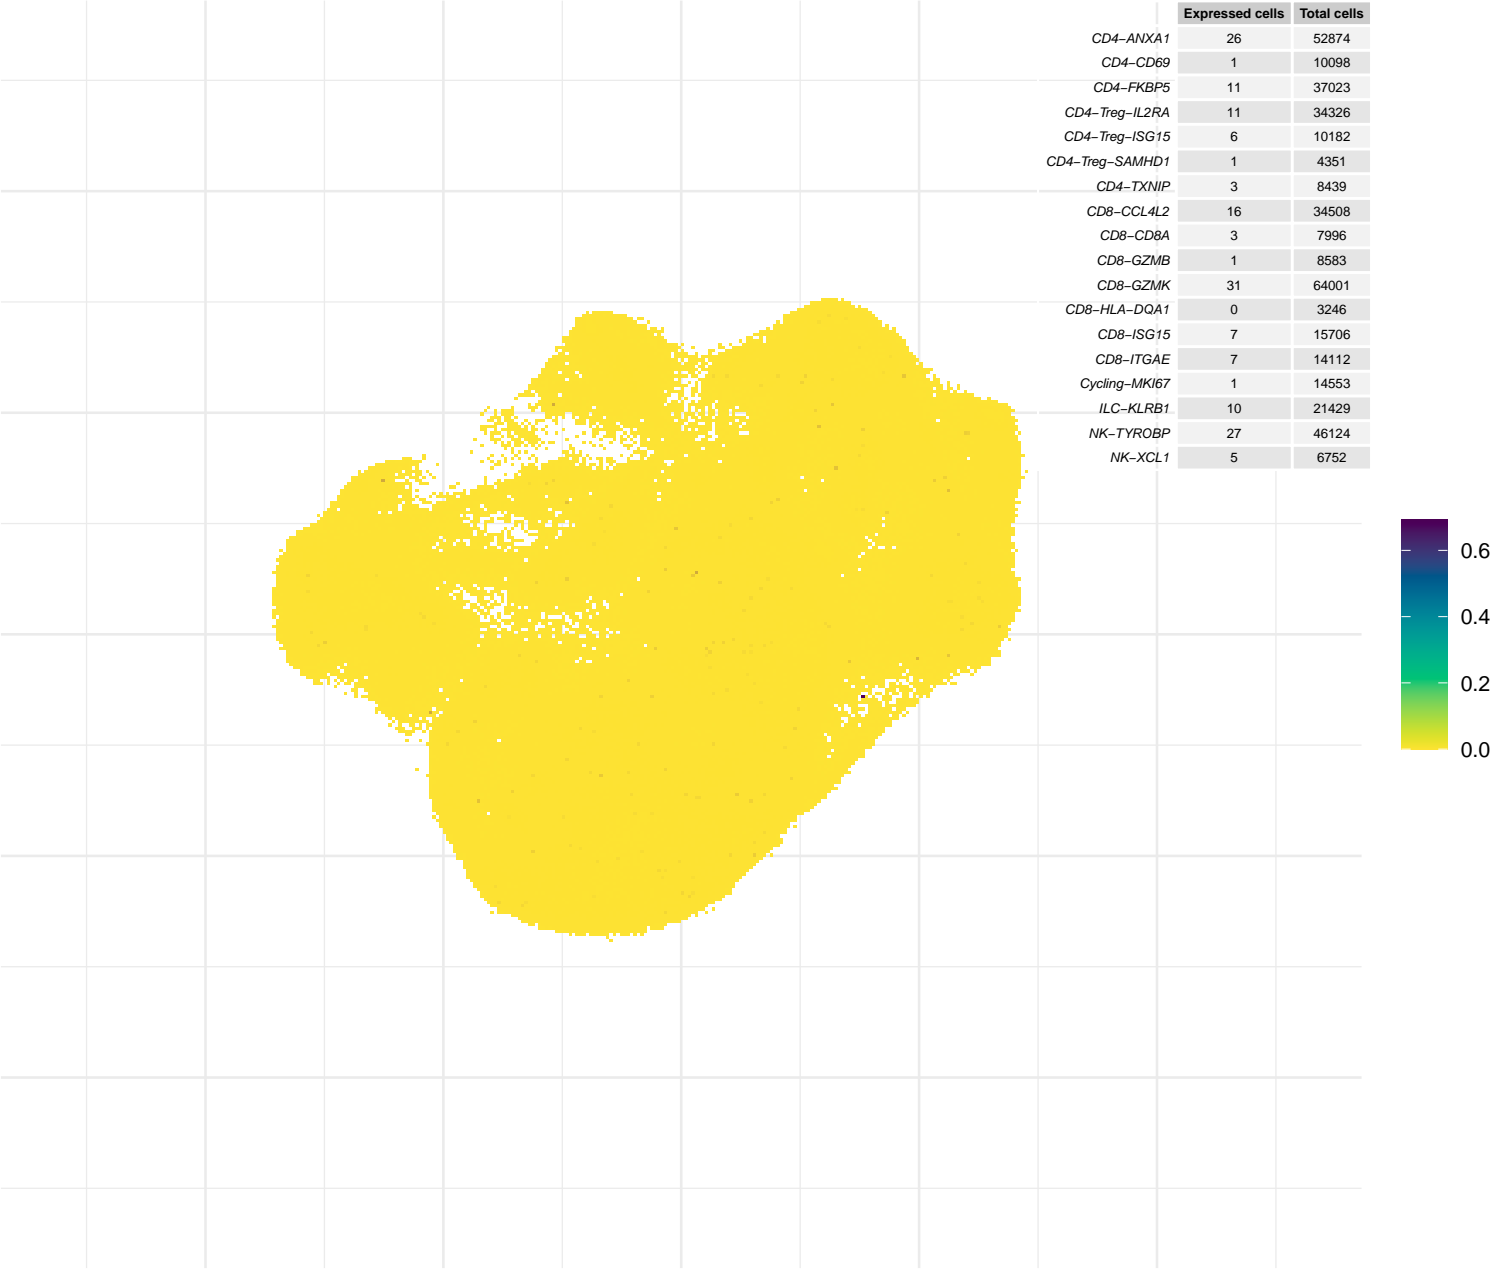 Expressed cells Total cells
CD4−ANXA1 26 52874
CD4−CD69 1 10098
CD4−FKBP5 11 37023
CD4−Treg−IL2RA 11 34326
CD4−Treg−ISG15 6 10182
CD4−Treg−SAMHD1 1 4351
CD4−TXNIP 3 8439
CD8−CCL4L2 16 34508
CD8−CD8A 3 7996
CD8−GZMB 1 8583
CD8−GZMK 31 64001
CD8−HLA−DQA1 0 3246
CD8−ISG15 7 15706
CD8−ITGAE 7 14112
Cycling−MKI67 1 14553
ILC−KLRB1 10 21429
NK−TYROBP 27 46124
NK−XCL1 5 6752
0.6
0.4
0.2
0.0